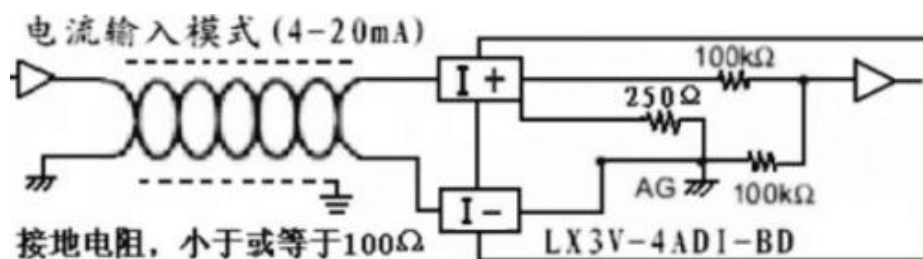 电流输入模式(4-20mA)
I+
100kΩ
250Ω
AG
100kΩ
I-
接地电阻，小于或等于100Ω
LX3V-4ADI-BD